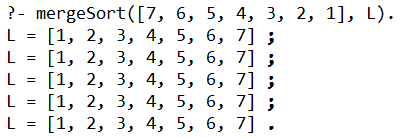 ?- mergeSort([7, 6, 5, 4, 3, 2, 1], L).
L = [1, 2, 3, 4, 5, 6, 7] ;
L = [1, 2, 3, 4, 5, 6, 7] ;
L = [1, 2, 3, 4, 5, 6, 7] ;
L = [1, 2, 3, 4, 5, 6, 7] ;
L = [1, 2, 3, 4, 5, 6, 7] .